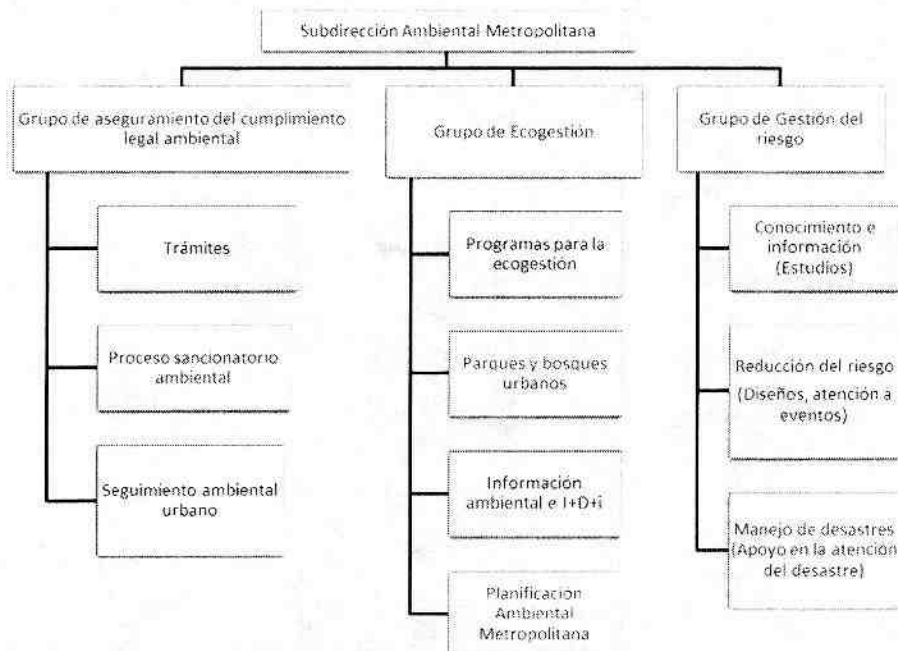 Subdirección Ambiental Metropolitana
Grupo de aseguramiento del cumplimiento
legal ambiental
Trámites
Proceso sancionatorio
ambiental
Seguimiento ambiental
urbano
Grupo de Ecogestión
Programas para la
ecogestión
Parques y bosques
urbanos
Información
ambiental e I+D+i
Planificación
Ambiental
Metropolitana
Grupo de Gestión del
riesgo
Conocimiento e
información
(Estudios)
Reducción del riesgo
(Diseños, atención a
eventos)
Manejo de desastres
(Apoyo en la atención
del desastre)